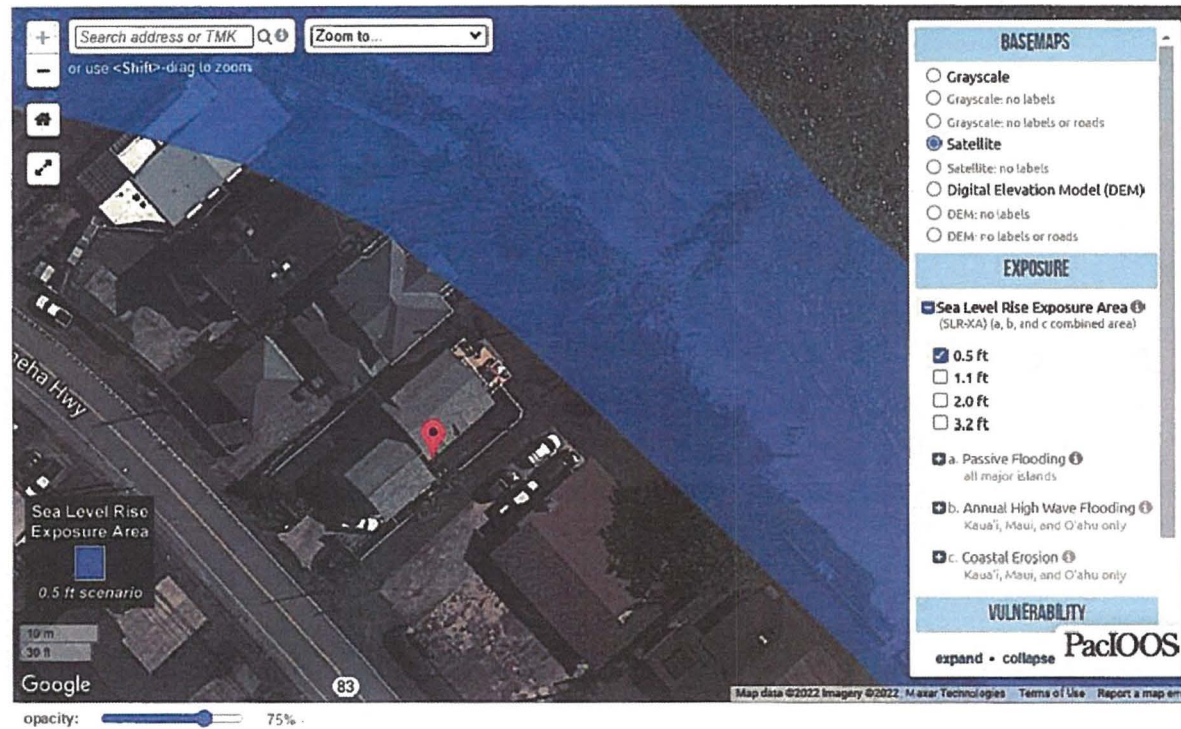 +
Search address or TMK
Zoom to...
−
or use <Shift>-drag to zoom
eha Hwy
Sea Level Rise
Exposure Area
0.5 ft scenario
10 m
30 ft
Google
83
BASEMAPS
Grayscale
Grayscale: no labels
Grayscale: no labels or roads
Satellite
Satellite: no labels
Digital Elevation Model (DEM)
DEM: no labels
DEM: no labels or roads
EXPOSURE
Sea Level Rise Exposure Area
(SLR-XA) (a, b, and c combined area)
0.5 ft
1.1 ft
2.0 ft
3.2 ft
a. Passive Flooding
all major islands
b. Annual High Wave Flooding
Kauaʻi, Maui, and Oʻahu only
c. Coastal Erosion
Kauaʻi, Maui, and Oʻahu only
VULNERABILITY
expand • collapse
PacIOOS
Map data ©2022 Imagery ©2022, Maxar Technologies Terms of Use Report a map err
opacity: 75%